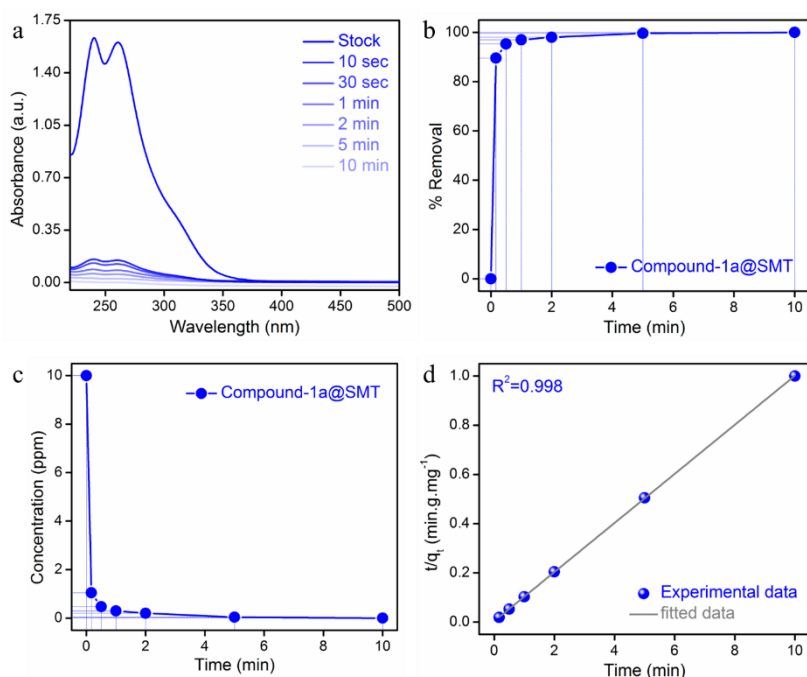 a
1.75
1.40
1.05
0.70
0.35
0.00
Absorbance (a.u.)
250
300
350
400
450
500
Wavelength (nm)
Stock
10 sec
30 sec
1 min
2 min
5 min
10 min
b
100
80
60
40
20
0
% Removal
Compound-1a@SMT
0
2
4
6
8
10
Time (min)
c
10
8
6
4
2
0
Concentration (ppm)
Compound-1a@SMT
0
2
4
6
8
10
Time (min)
d
R²=0.998
1.0
0.8
0.6
0.4
0.2
0.0
t/qₜ (min.g.mg⁻¹)
Experimental data
fitted data
0
2
4
6
8
10
Time (min)